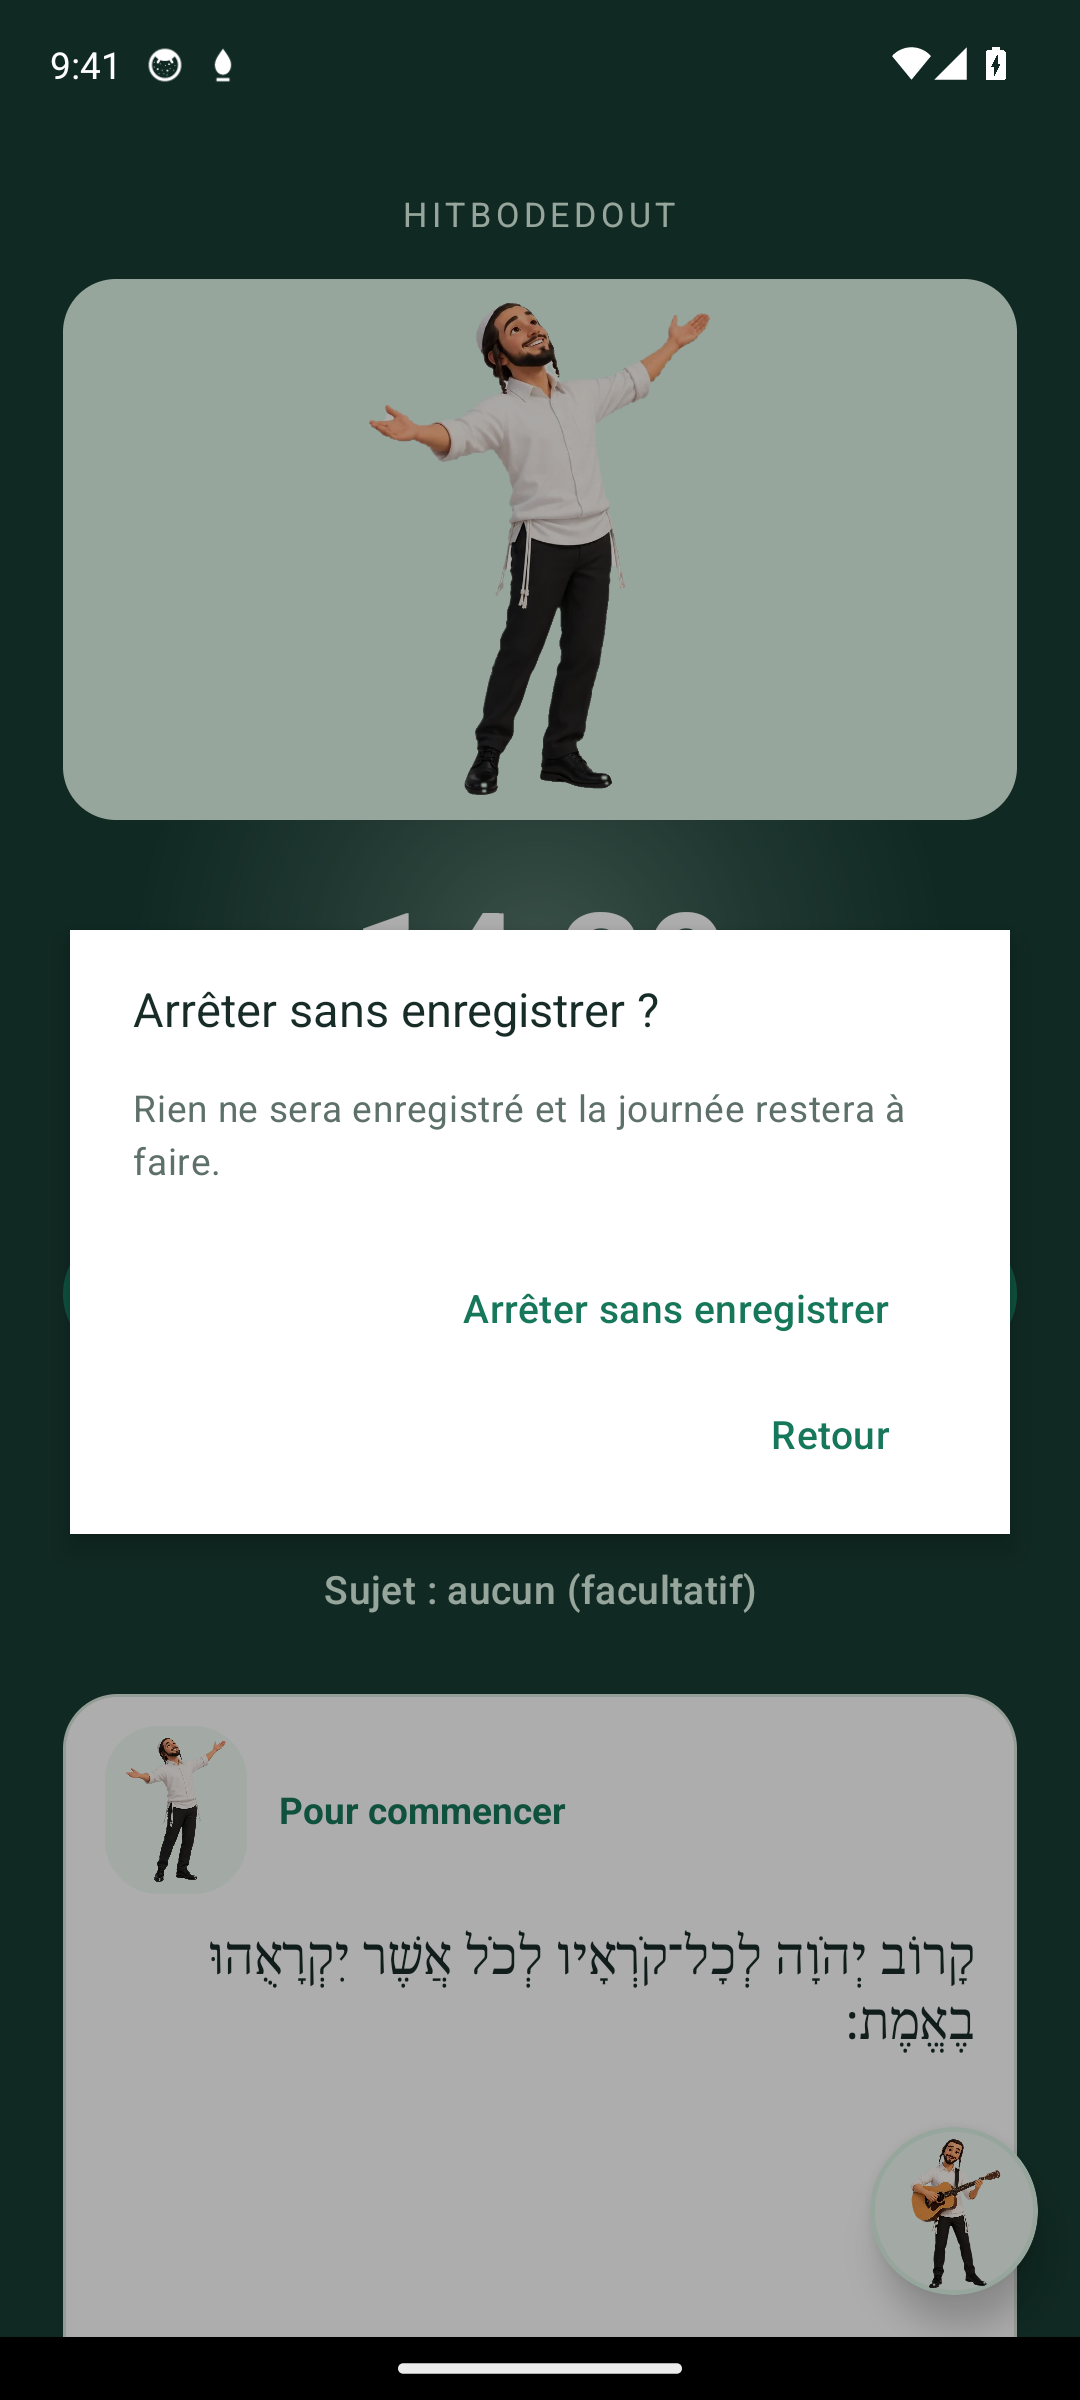 9:41
HITBODEDOUT
Arrêter sans enregistrer ?
Rien ne sera enregistré et la journée restera à
faire.
Arrêter sans enregistrer
Retour
Sujet : aucun (facultatif)
Pour commencer
קָרוֹב יְהֹוָה לְכָל־קֹרְאָיו לְכֹל אֲשֶׁר יִקְרָאֻהוּ
בֶאֱמֶת: